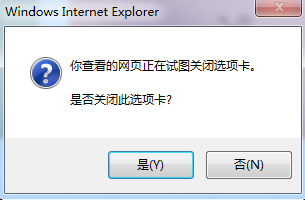 Windows Internet Explorer
你查看的网页正在试图关闭选项卡。
是否关闭此选项卡?
是(Y)
否(N)